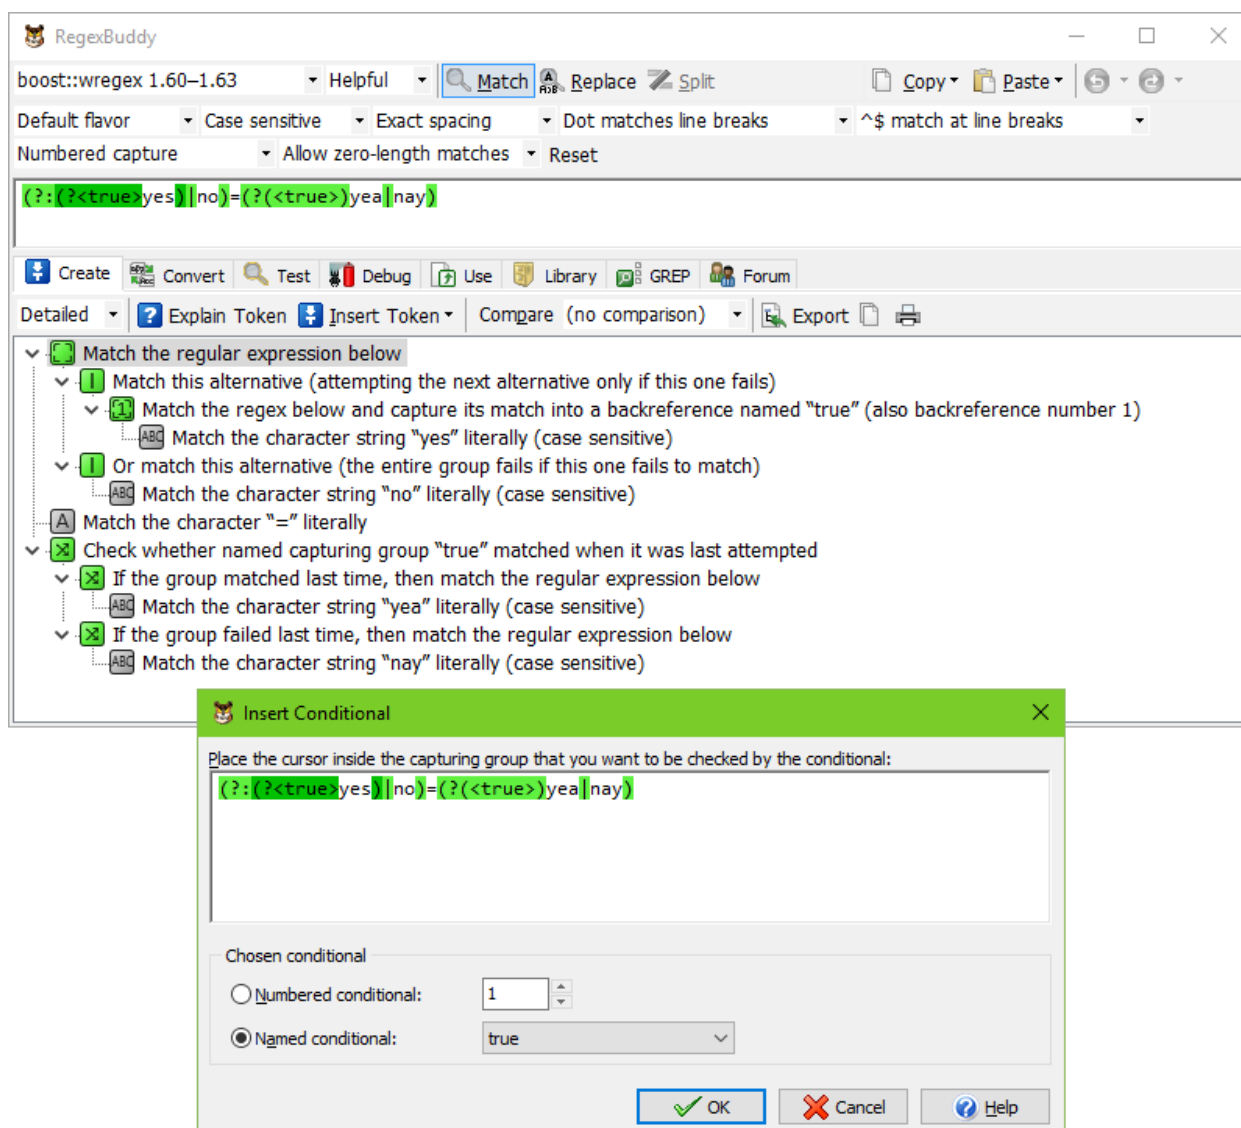 RegexBuddy
boost::wregex 1.60–1.63 Helpful Match Replace Split Copy Paste
Default flavor Case sensitive Exact spacing Dot matches line breaks ^$ match at line breaks
Numbered capture Allow zero-length matches Reset
(?:(?<true>yes)|no)=(?(<true>)yea|nay)
Create Convert Test Debug Use Library GREP Forum
Detailed Explain Token Insert Token Compare (no comparison) Export
Match the regular expression below
Match this alternative (attempting the next alternative only if this one fails)
Match the regex below and capture its match into a backreference named “true” (also backreference number 1)
ABC Match the character string “yes” literally (case sensitive)
Or match this alternative (the entire group fails if this one fails to match)
ABC Match the character string “no” literally (case sensitive)
A Match the character “=” literally
Check whether named capturing group “true” matched when it was last attempted
If the group matched last time, then match the regular expression below
ABC Match the character string “yea” literally (case sensitive)
If the group failed last time, then match the regular expression below
ABC Match the character string “nay” literally (case sensitive)
Insert Conditional
Place the cursor inside the capturing group that you want to be checked by the conditional:
(?:(?<true>yes)|no)=(?(<true>)yea|nay)
Chosen conditional
Numbered conditional: 1
Named conditional: true
OK Cancel Help